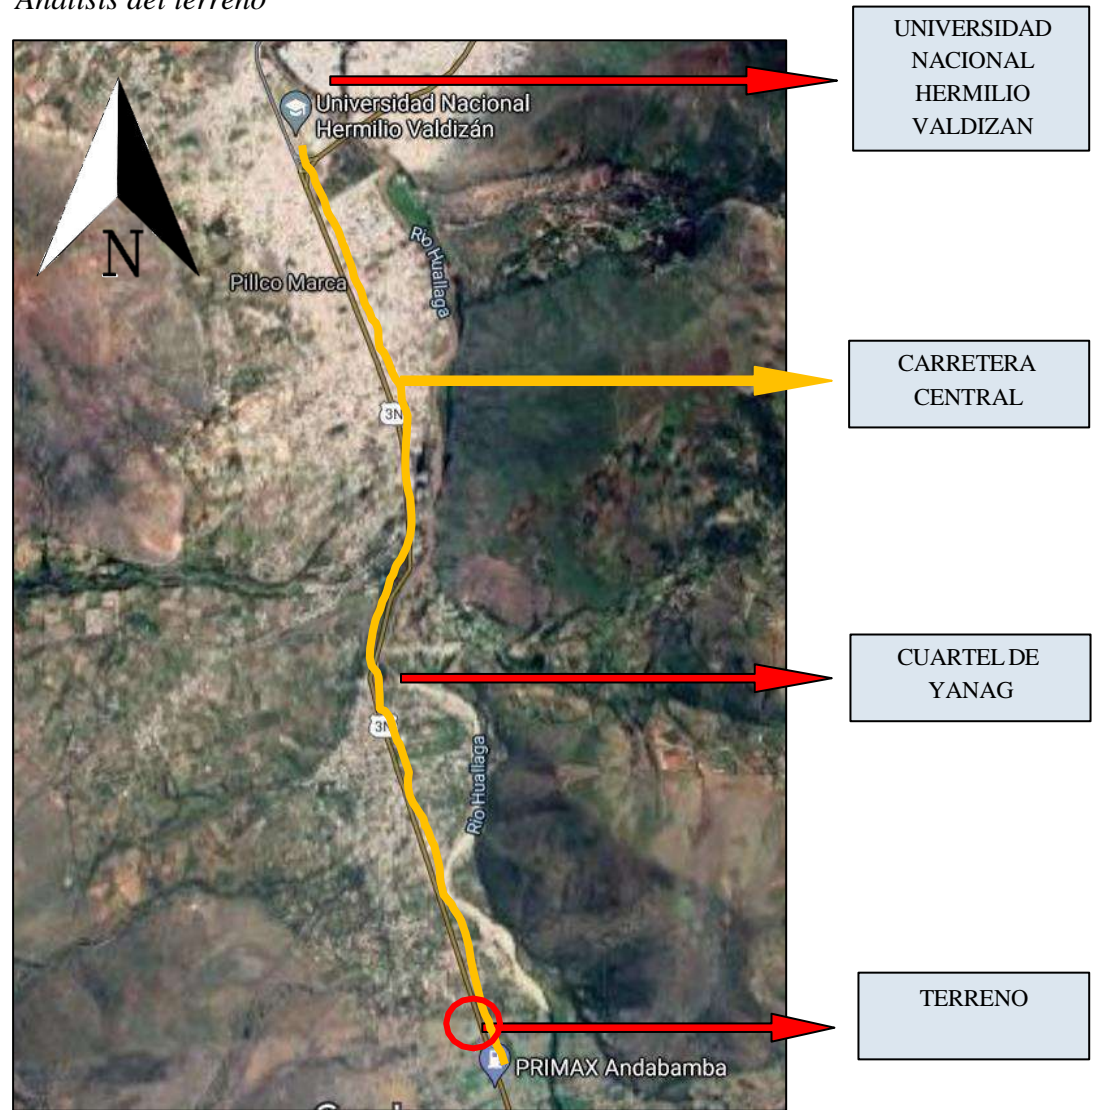 Análisis del terreno
UNIVERSIDAD
NACIONAL
HERMILIO
VALDIZAN
Universidad Nacional
Hermilio Valdizán
N
Río Huallaga
Pillco Marca
CARRETERA
CENTRAL
3N
CUARTEL DE
YANAG
3N
Río Huallaga
TERRENO
PRIMAX Andabamba